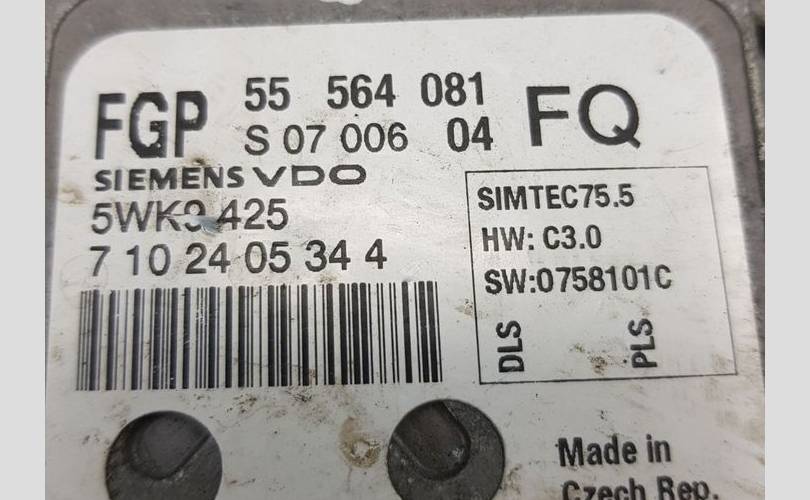 FGP 55 564 081 FQ
S 07 006 04
SIEMENS VDO
5WK9 425
7 10 24 05 34 4
SIMTEC75.5
HW: C3.0
SW:0758101C
DLS PLS
Made in
Czech Rep.